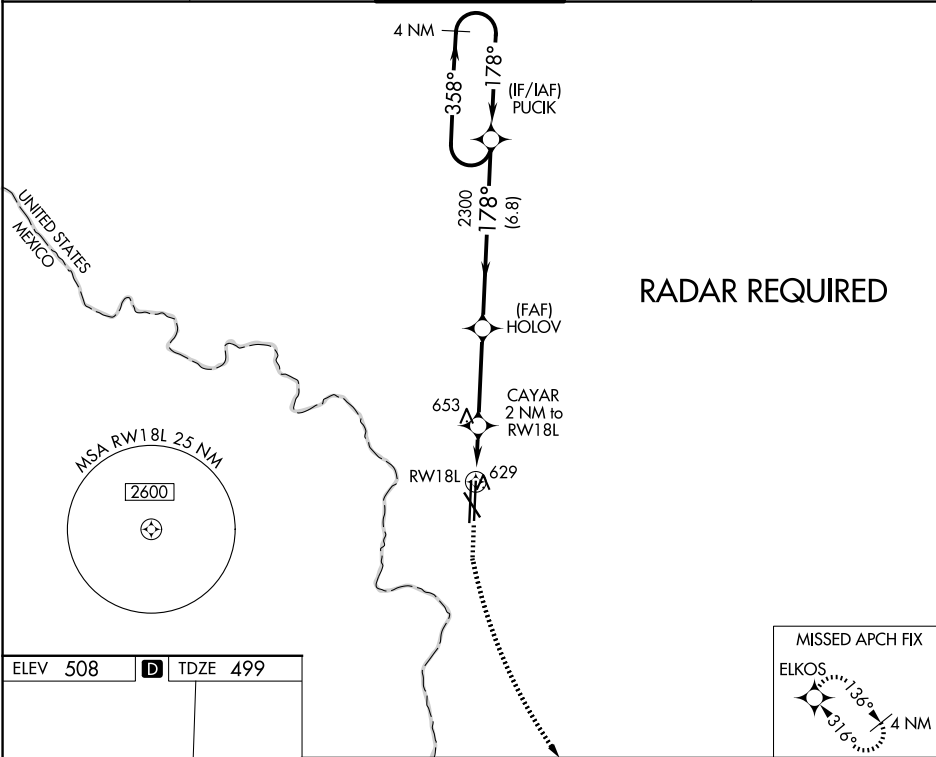 4 NM
358°
178°
(IF/IAF)
PUCIK
2300
178°
(6.8)
UNITED STATES
MEXICO
RADAR REQUIRED
(FAF)
HOLOV
CAYAR
2 NM to
RW18L
653
RW18L
629
MSA RW18L 25 NM
2600
ELEV 508
D
TDZE 499
MISSED APCH FIX
ELKOS
136°
316°
4 NM